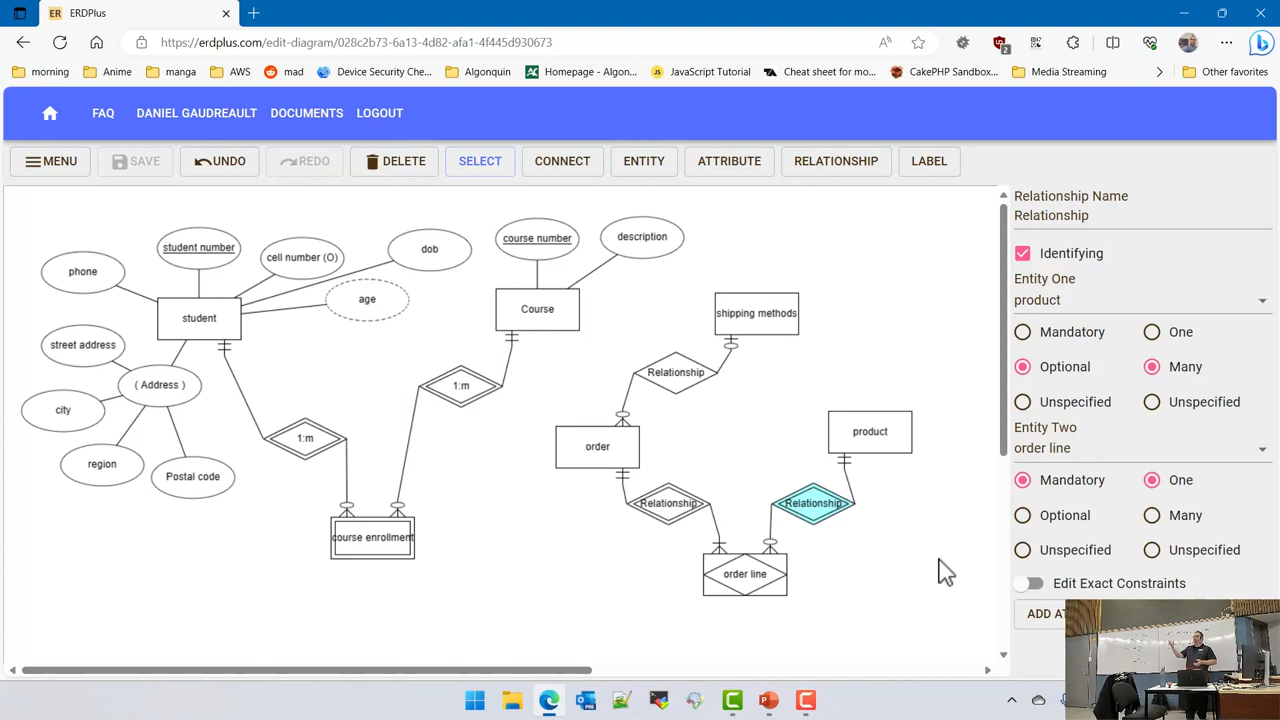 ER ERDPlus
https://erdplus.com/edit-diagram/028c2b73-6a13-4d82-afa1-4f445d930673
2
morning Anime manga AWS mad Device Security Che... Algonquin Homepage - Algon... JavaScript Tutorial Cheat sheet for mo... CakePHP Sandbox... Media Streaming Other favorites
FAQ DANIEL GAUDREAULT DOCUMENTS LOGOUT
MENU SAVE UNDO REDO DELETE SELECT CONNECT ENTITY ATTRIBUTE RELATIONSHIP LABEL
Relationship Name
Relationship
Identifying
Entity One
product
Mandatory One
Optional Many
Unspecified Unspecified
Entity Two
order line
Mandatory One
Optional Many
Unspecified Unspecified
Edit Exact Constraints
student number
cell number (O)
dob
phone
age
student
street address
( Address )
city
region
Postal code
1:m
course number
description
Course
1:m
course enrollment
shipping methods
Relationship
order
product
Relationship
Relationship
order line